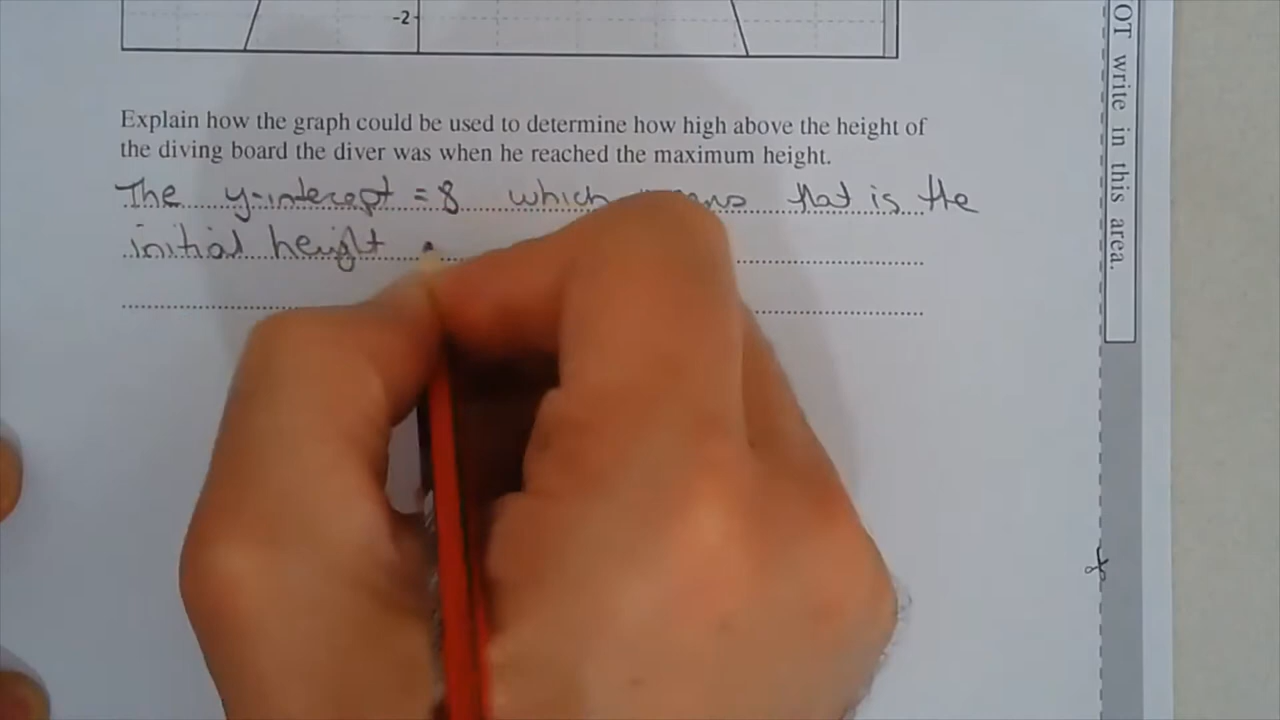 -2
Explain how the graph could be used to determine how high above the height of
the diving board the diver was when he reached the maximum height.
The y-intercept = 8 which means that is the
initial height
OT write in this area.